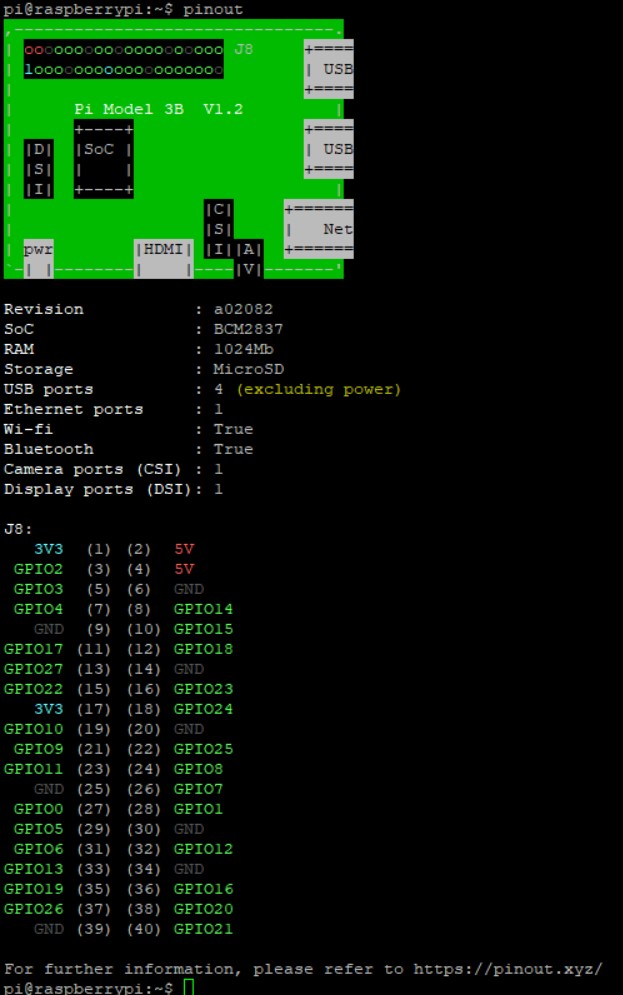 pi@raspberrypi:~$ pinout
,--------------------------------.
| oooooooooooooooooooo J8     +====
| 1ooooooooooooooooooo        | USB
|                             +====
|      Pi Model 3B  V1.2         |
|      +----+                 +====
| |D|  |SoC |                 | USB
| |S|  |    |                 +====
| |I|  +----+                    |
|                   |C|     +======
|                   |S|     |   Net
| pwr        |HDMI| |I||A|  +======
`-| |--------|    |----|V|-------'

Revision           : a02082
SoC                : BCM2837
RAM                : 1024Mb
Storage            : MicroSD
USB ports          : 4 (excluding power)
Ethernet ports     : 1
Wi-fi              : True
Bluetooth          : True
Camera ports (CSI) : 1
Display ports (DSI): 1

J8:
   3V3  (1) (2)  5V
 GPIO2  (3) (4)  5V
 GPIO3  (5) (6)  GND
 GPIO4  (7) (8)  GPIO14
   GND  (9) (10) GPIO15
GPIO17 (11) (12) GPIO18
GPIO27 (13) (14) GND
GPIO22 (15) (16) GPIO23
   3V3 (17) (18) GPIO24
GPIO10 (19) (20) GND
 GPIO9 (21) (22) GPIO25
GPIO11 (23) (24) GPIO8
   GND (25) (26) GPIO7
 GPIO0 (27) (28) GPIO1
 GPIO5 (29) (30) GND
 GPIO6 (31) (32) GPIO12
GPIO13 (33) (34) GND
GPIO19 (35) (36) GPIO16
GPIO26 (37) (38) GPIO20
   GND (39) (40) GPIO21

For further information, please refer to https://pinout.xyz/
pi@raspberrypi:~$